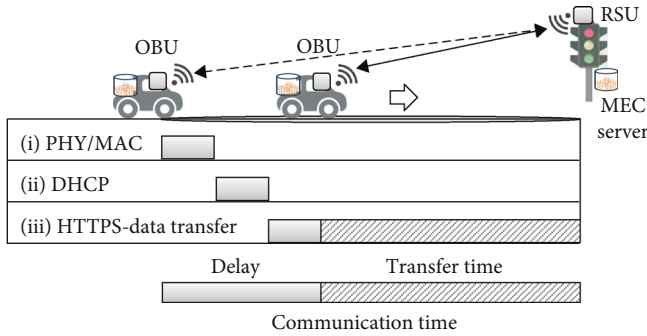 RSU
OBU
OBU
MEC
server
(i) PHY/MAC
(ii) DHCP
(iii) HTTPS-data transfer
Delay
Transfer time
Communication time